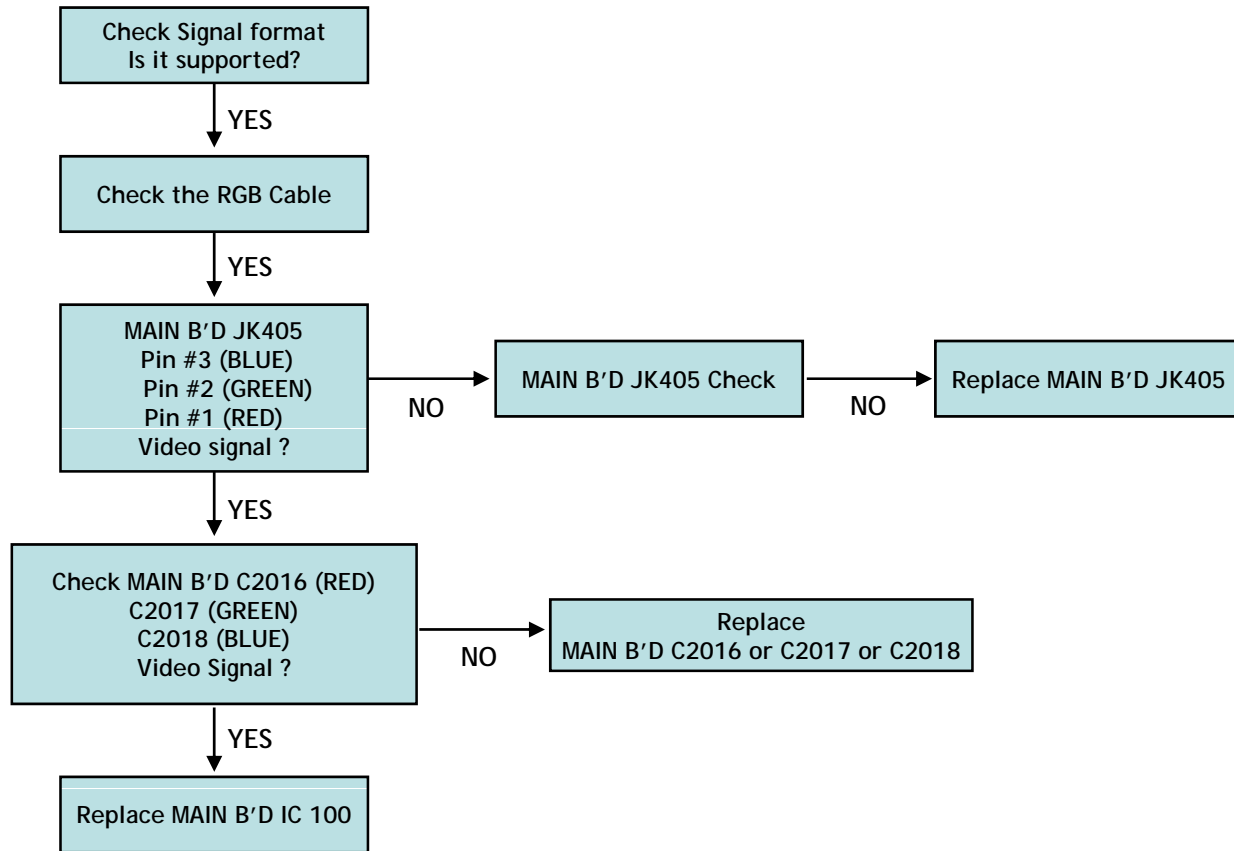 Check Signal format
Is it supported?
YES
Check the RGB Cable
YES
MAIN B’D JK405
Pin #3 (BLUE)
Pin #2 (GREEN)
Pin #1 (RED)
Video signal ?
NO
MAIN B’D JK405 Check
NO
Replace MAIN B’D JK405
YES
Check MAIN B’D C2016 (RED)
C2017 (GREEN)
C2018 (BLUE)
Video Signal ?
NO
Replace
MAIN B’D C2016 or C2017 or C2018
YES
Replace MAIN B’D IC 100